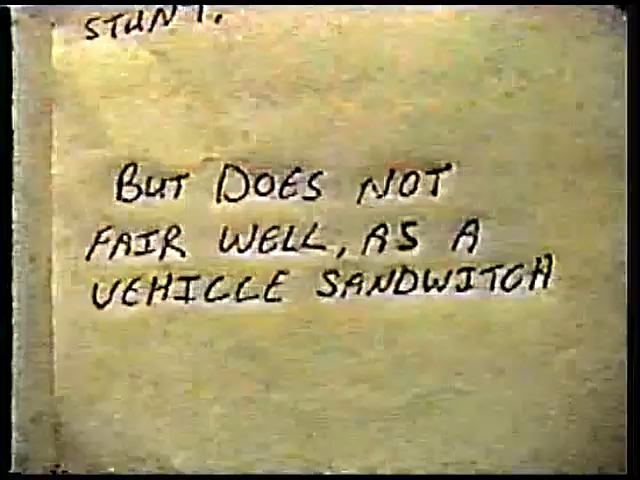 STUNT.
BUT DOES NOT
FAIR WELL, AS A
VEHICLE SANDWITCH